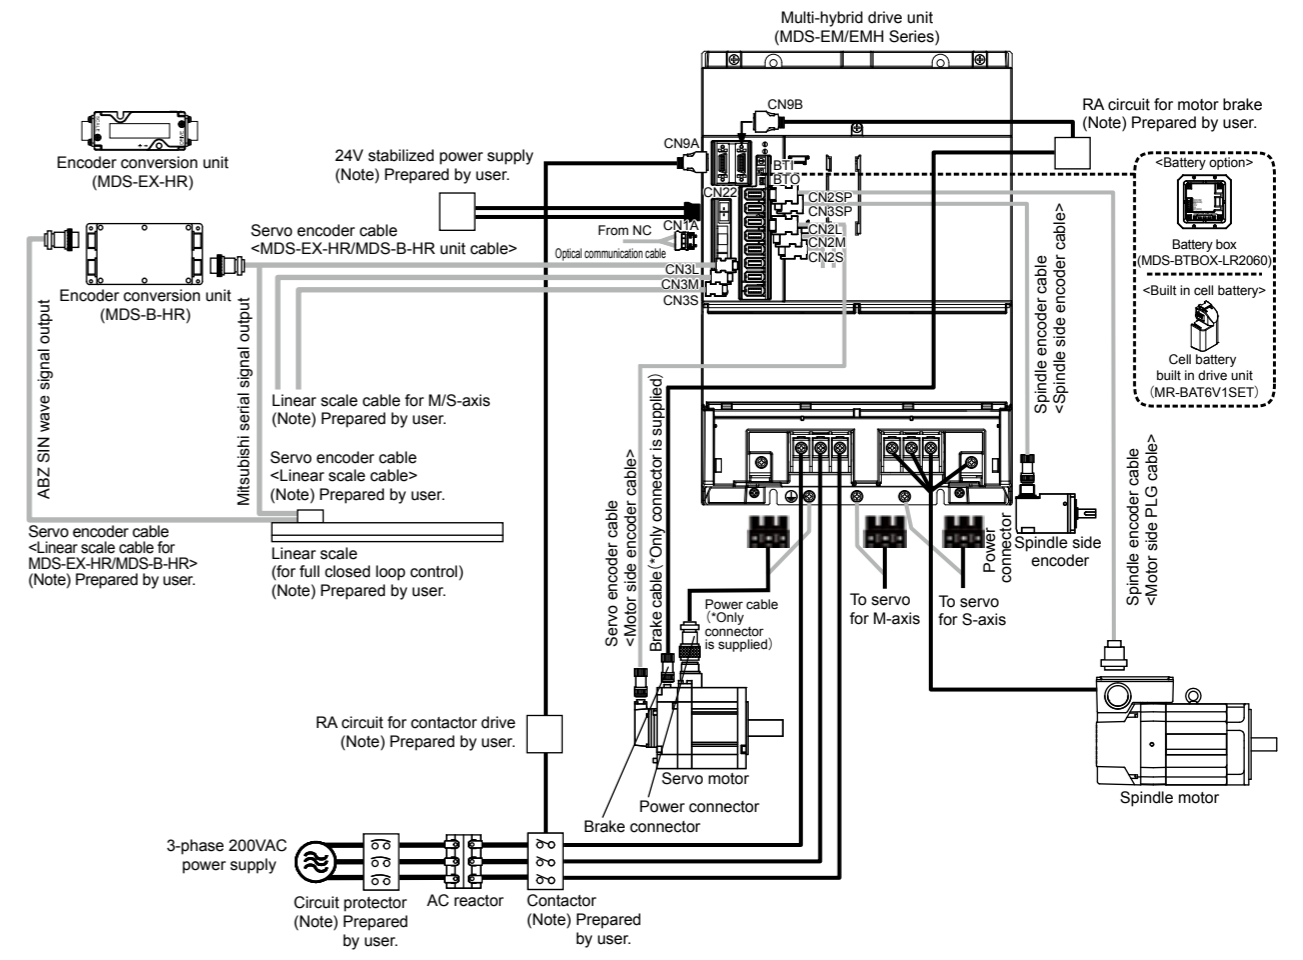 Multi-hybrid drive unit
(MDS-EM/EMH Series)
CN9B
RA circuit for motor brake
(Note) Prepared by user.
CN9A
24V stabilized power supply
(Note) Prepared by user.
Encoder conversion unit
(MDS-EX-HR)
BTI
BTO
CN22
CN2SP
CN3SP
CN2L
CN2M
CN2S
CN1A
From NC
Optical communication cable
CN3L
CN3M
CN3S
<Battery option>
Battery box
(MDS-BTBOX-LR2060)
<Built in cell battery>
Cell battery
built in drive unit
(MR-BAT6V1SET)
Servo encoder cable
<MDS-EX-HR/MDS-B-HR unit cable>
Encoder conversion unit
(MDS-B-HR)
ABZ SIN wave signal output
Mitsubishi serial signal output
Linear scale cable for M/S-axis
(Note) Prepared by user.
Servo encoder cable
<Linear scale cable>
(Note) Prepared by user.
Servo encoder cable
<Linear scale cable for
MDS-EX-HR/MDS-B-HR>
(Note) Prepared by user.
Linear scale
(for full closed loop control)
(Note) Prepared by user.
Servo encoder cable
<Motor side encoder cable>
Brake cable (*Only connector is supplied)
Power cable
(*Only
connector
is supplied)
To servo
for M-axis
To servo
for S-axis
Power
connector
Spindle side
encoder
Spindle encoder cable
<Spindle side encoder cable>
Spindle encoder cable
<Motor side PLG cable>
RA circuit for contactor drive
(Note) Prepared by user.
Servo motor
Power connector
Brake connector
Spindle motor
3-phase 200VAC
power supply
Circuit protector
(Note) Prepared
by user.
AC reactor
Contactor
(Note) Prepared
by user.